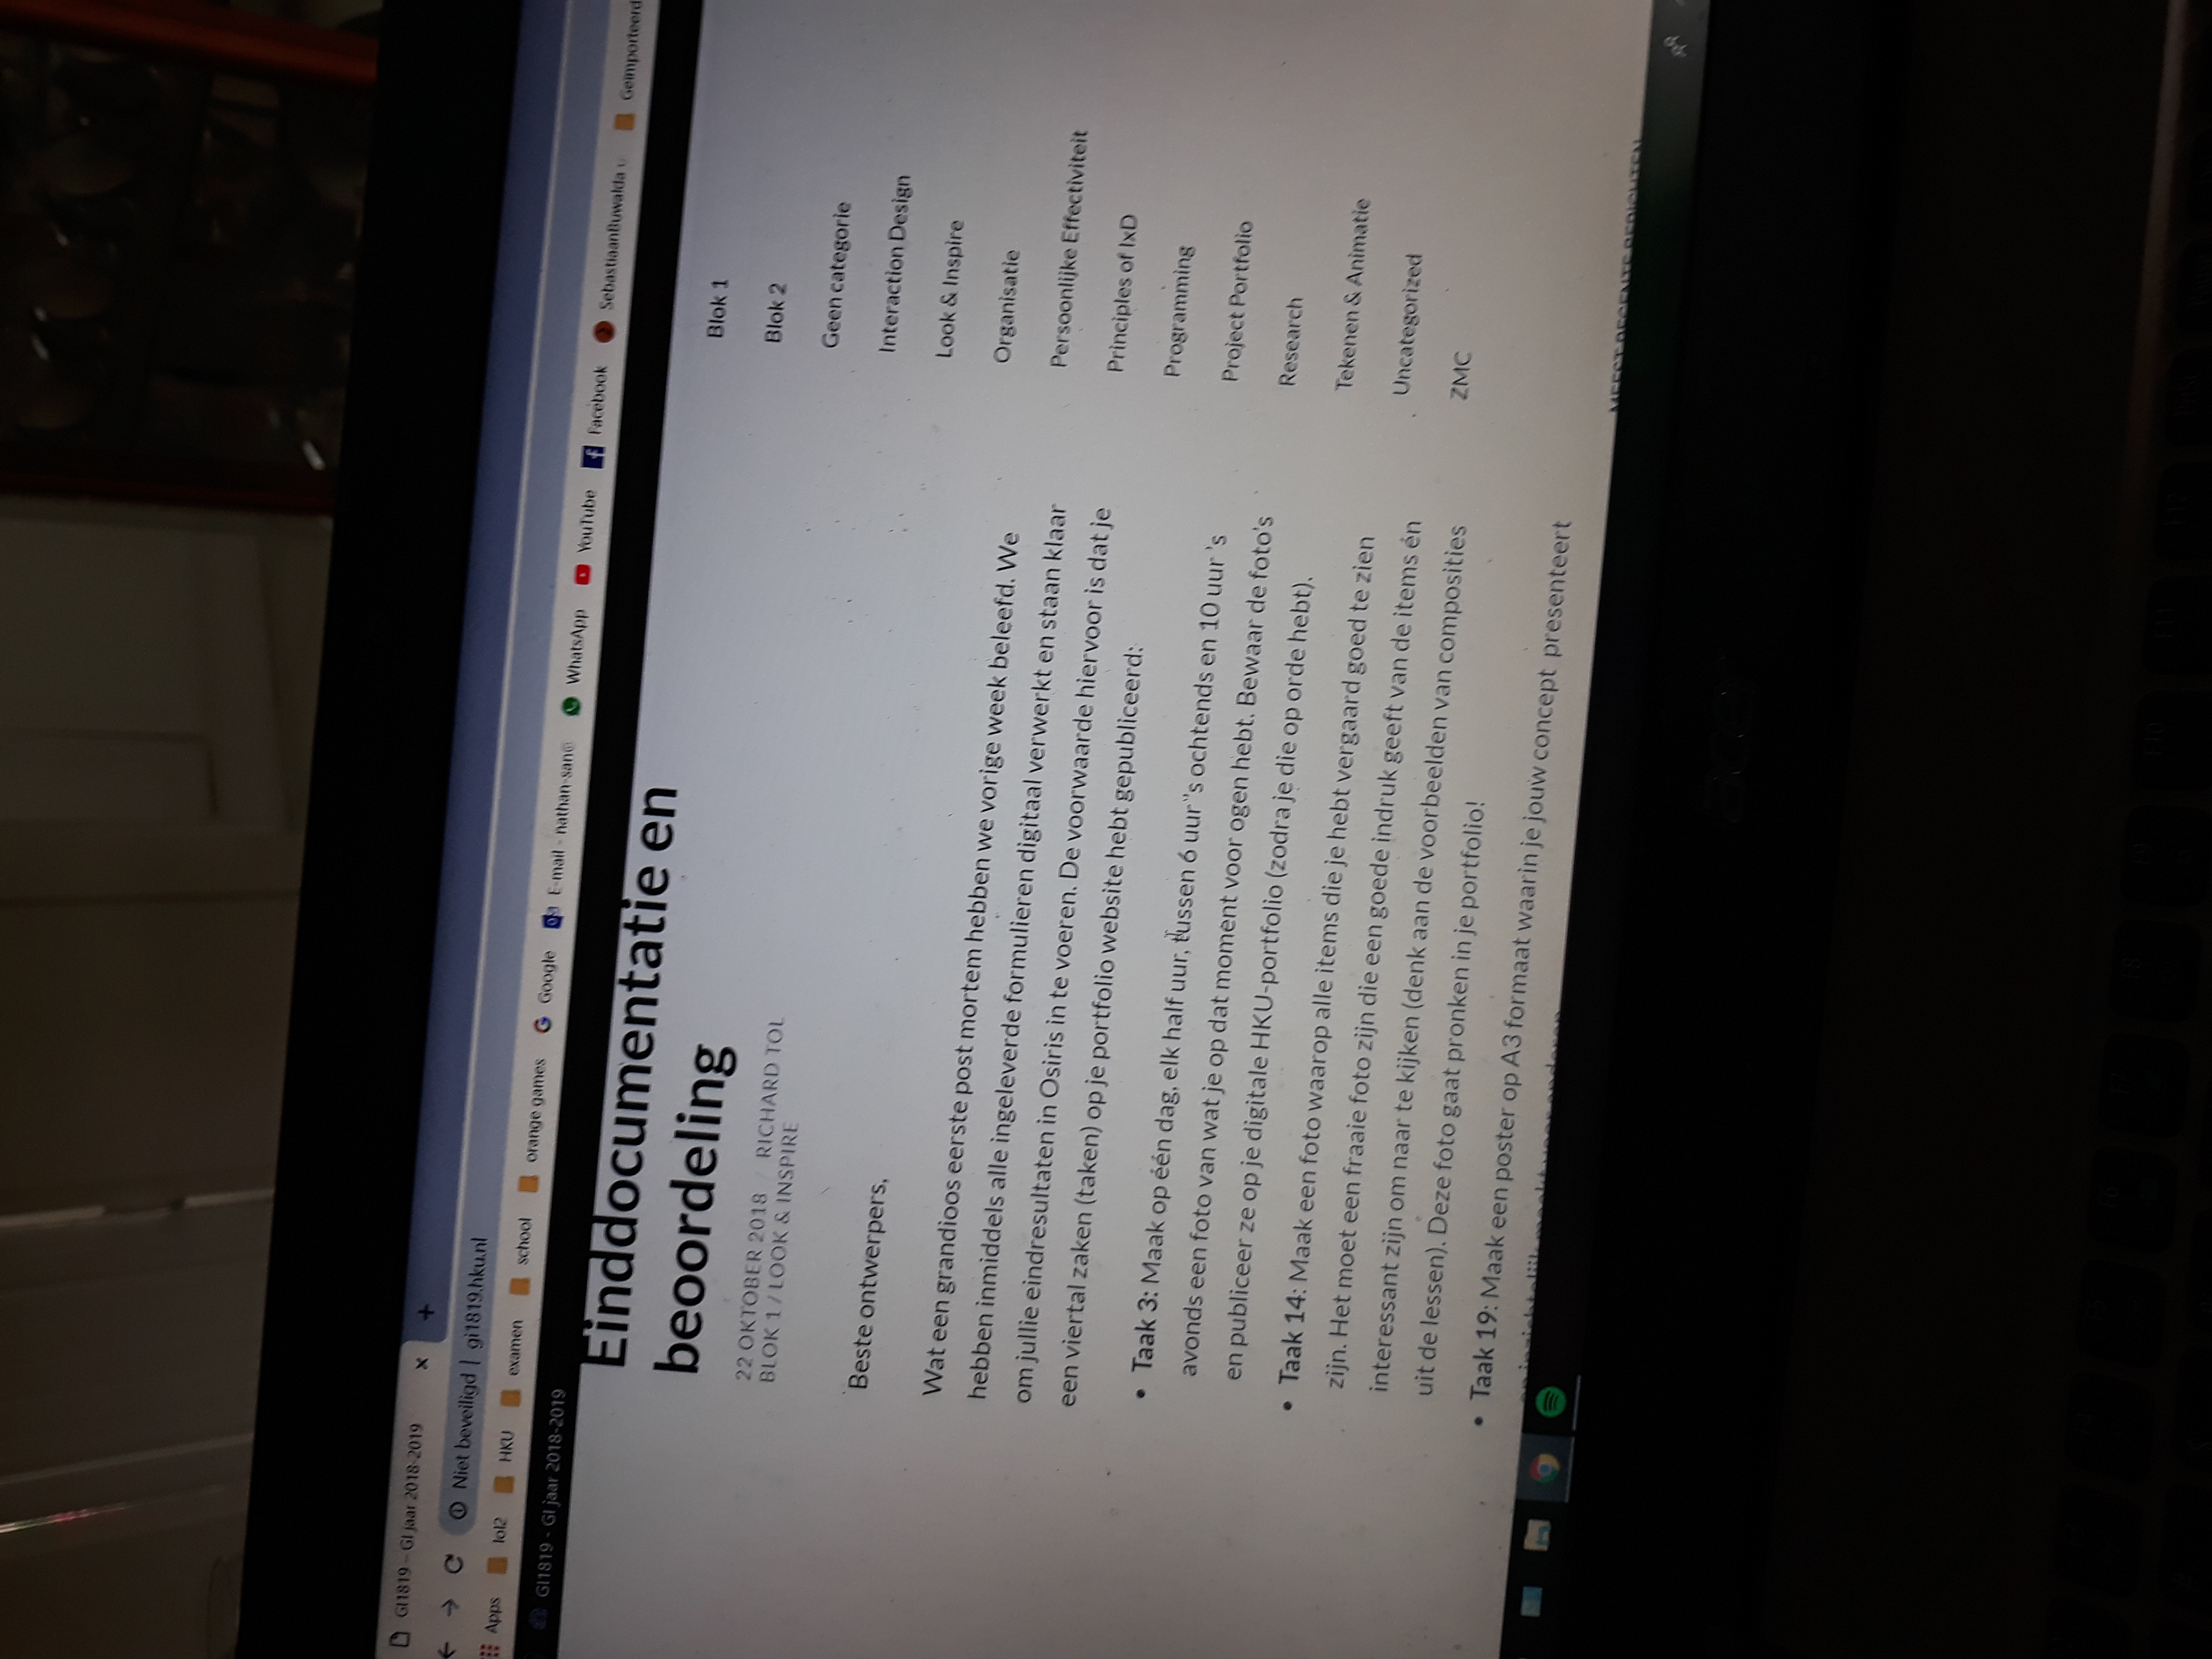 GI1819 – GI jaar 2018-2019
Niet beveiligd | gi1819.hku.nl
Apps lol2 HKU examen school orange games Google E-mail - nathan-san WhatsApp YouTube Facebook SebastiaanBuwalda Geïmporteerd
GI1819 - GI jaar 2018-2019
Einddocumentatie en
beoordeling
22 OKTOBER 2018 / RICHARD TOL
BLOK 1 / LOOK & INSPIRE
Beste ontwerpers,
Wat een grandioos eerste post mortem hebben we vorige week beleefd. We
hebben inmiddels alle ingeleverde formulieren digitaal verwerkt en staan klaar
om jullie eindresultaten in Osiris in te voeren. De voorwaarde hiervoor is dat je
een viertal zaken (taken) op je portfolio website hebt gepubliceerd:
• Taak 3: Maak op één dag, elk half uur, tussen 6 uur ''s ochtends en 10 uur 's
avonds een foto van wat je op dat moment voor ogen hebt. Bewaar de foto's
en publiceer ze op je digitale HKU-portfolio (zodra je die op orde hebt).
• Taak 14: Maak een foto waarop alle items die je hebt vergaard goed te zien
zijn. Het moet een fraaie foto zijn die een goede indruk geeft van de items én
interessant zijn om naar te kijken (denk aan de voorbeelden van composities
uit de lessen). Deze foto gaat pronken in je portfolio!
• Taak 19: Maak een poster op A3 formaat waarin je jouw concept presenteert
en inzichtelijk maakt voor anderen
Blok 1
Blok 2
Geen categorie
Interaction Design
Look & Inspire
Organisatie
Persoonlijke Effectiviteit
Principles of IxD
Programming
Project Portfolio
Research
Tekenen & Animatie
Uncategorized
ZMC
MEEST RECENTE BERICHTEN
acer